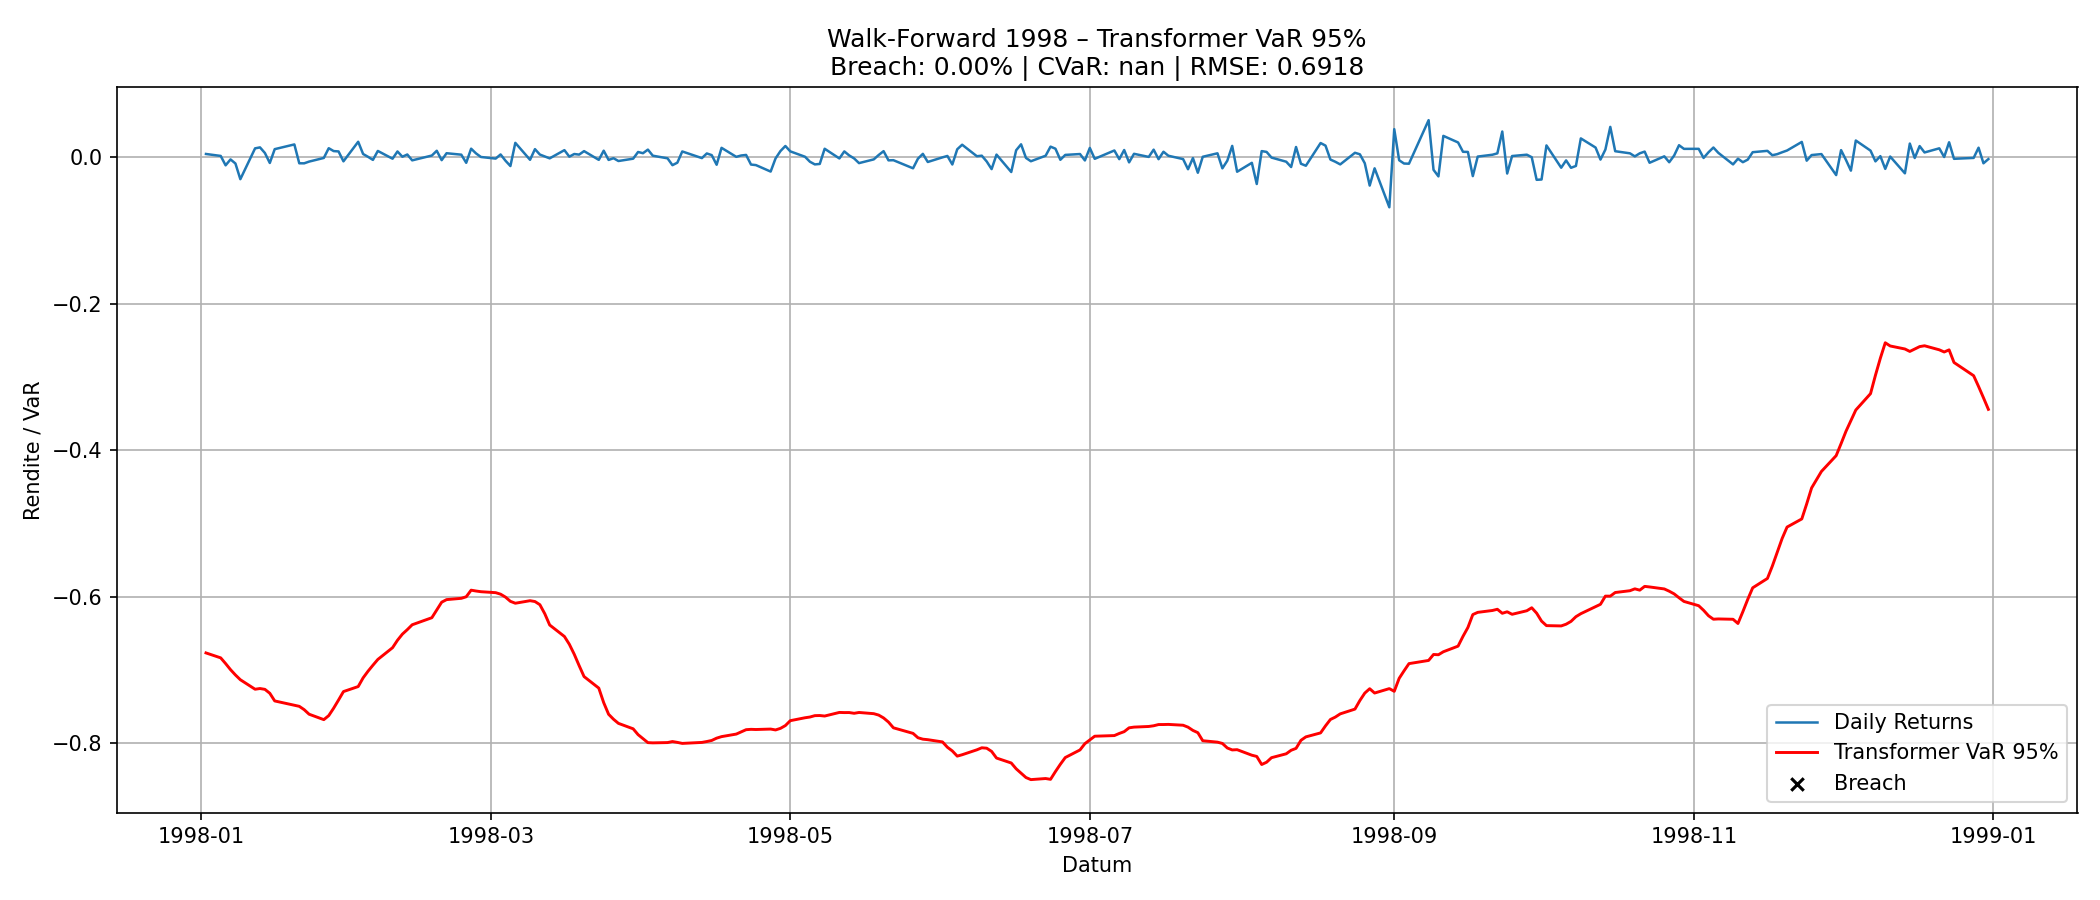 Walk-Forward 1998 – Transformer VaR 95%
Breach: 0.00% | CVaR: nan | RMSE: 0.6918
Rendite / VaR
0.0
−0.2
−0.4
−0.6
−0.8
Daily Returns
Transformer VaR 95%
Breach
1998-01
1998-03
1998-05
1998-07
1998-09
1998-11
1999-01
Datum